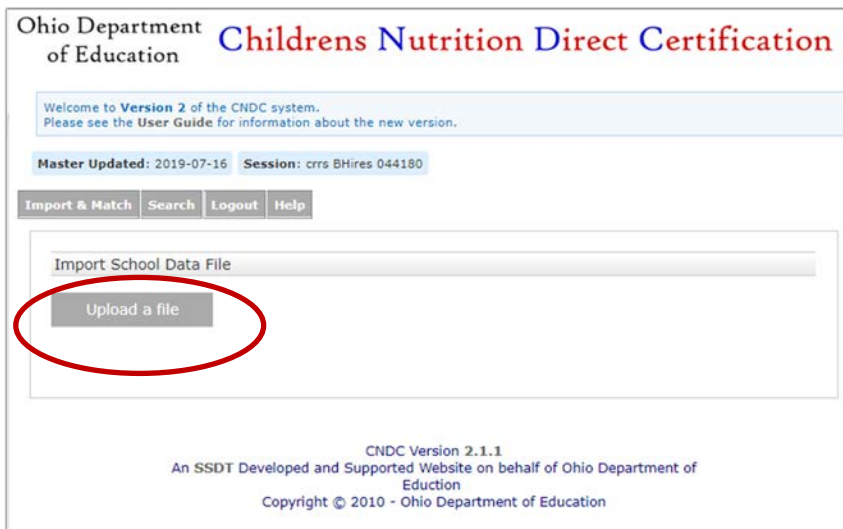 Ohio Department
of Education
Childrens Nutrition Direct Certification
Welcome to Version 2 of the CNDC system.
Please see the User Guide for information about the new version.
Master Updated: 2019-07-16 Session: crrs BHires 044180
Import & Match Search Logout Help
Import School Data File
Upload a file
CNDC Version 2.1.1
An SSDT Developed and Supported Website on behalf of Ohio Department of
Eduction
Copyright © 2010 - Ohio Department of Education